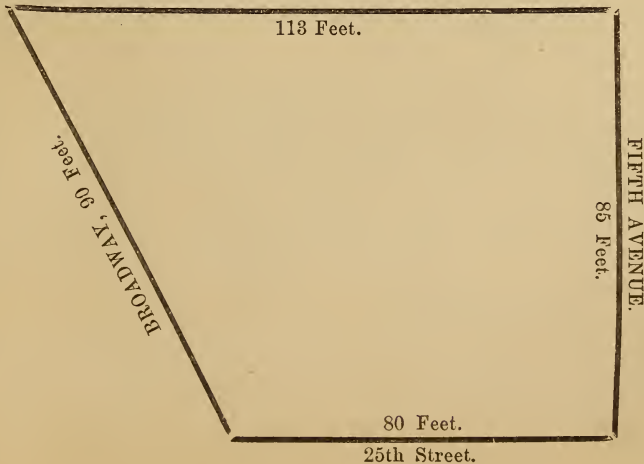 113 Feet.
BROADWAY, 90 Feet.
85 Feet.
FIFTH AVENUE.
80 Feet.
25th Street.